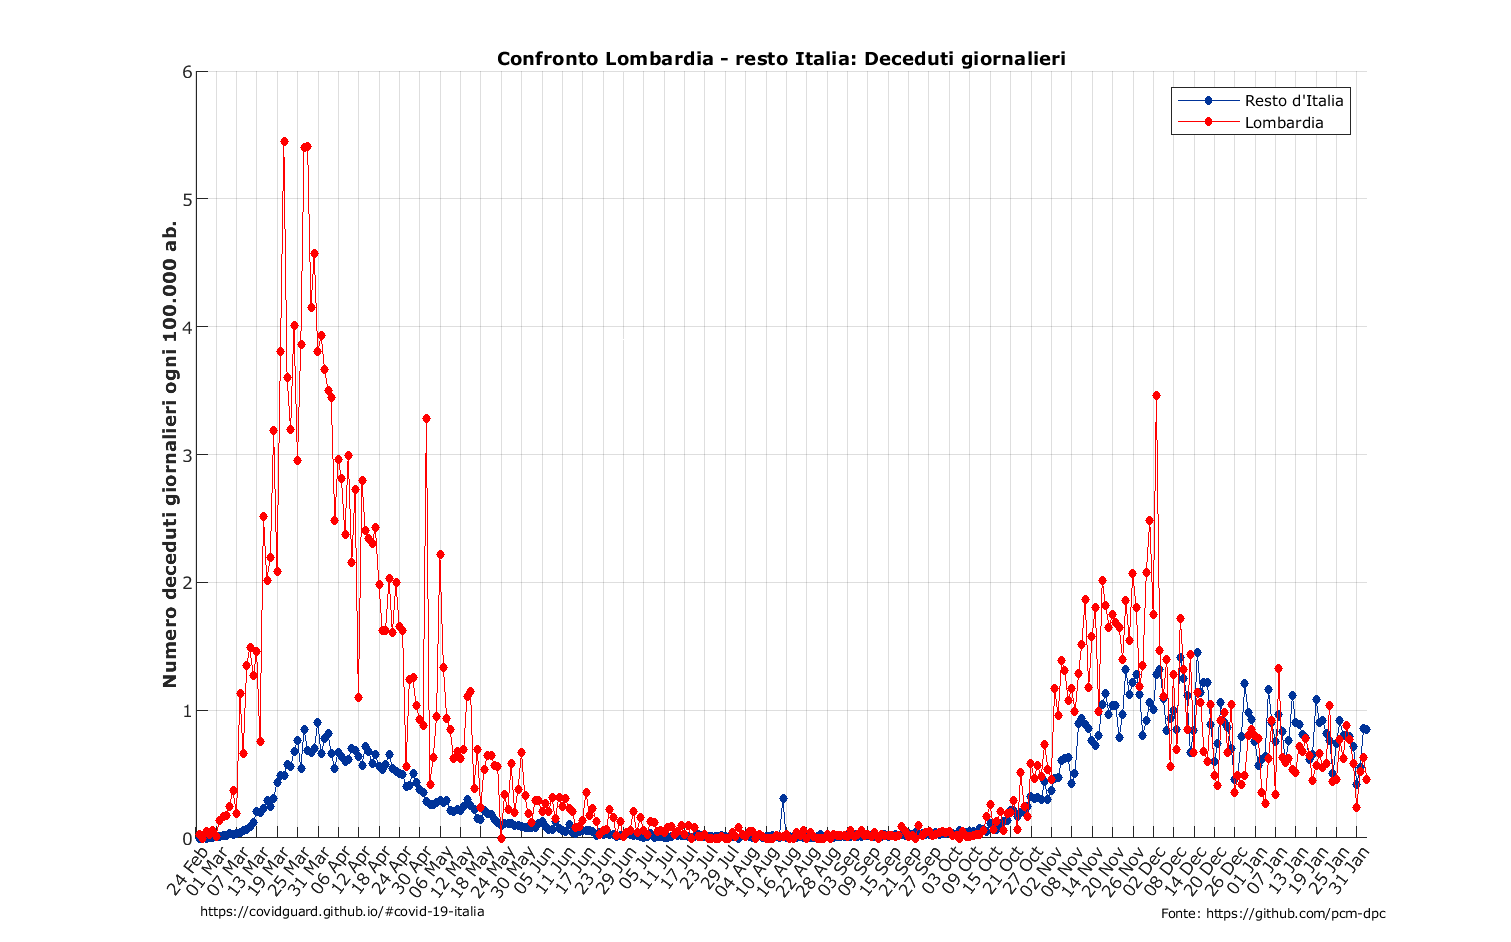 Confronto Lombardia - resto Italia: Deceduti giornalieri
Resto d'Italia
Lombardia
Numero deceduti giornalieri ogni 100.000 ab.
6
5
4
3
2
1
0
24 Feb
01 Mar
07 Mar
13 Mar
19 Mar
25 Mar
31 Mar
06 Apr
12 Apr
18 Apr
24 Apr
30 Apr
06 May
12 May
18 May
24 May
30 May
05 Jun
11 Jun
17 Jun
23 Jun
29 Jun
05 Jul
11 Jul
17 Jul
23 Jul
29 Jul
04 Aug
10 Aug
16 Aug
22 Aug
28 Aug
03 Sep
09 Sep
15 Sep
21 Sep
27 Sep
03 Oct
09 Oct
15 Oct
21 Oct
27 Oct
02 Nov
08 Nov
14 Nov
20 Nov
26 Nov
02 Dec
08 Dec
14 Dec
20 Dec
26 Dec
01 Jan
07 Jan
13 Jan
19 Jan
25 Jan
31 Jan
https://covidguard.github.io/#covid-19-italia
Fonte: https://github.com/pcm-dpc